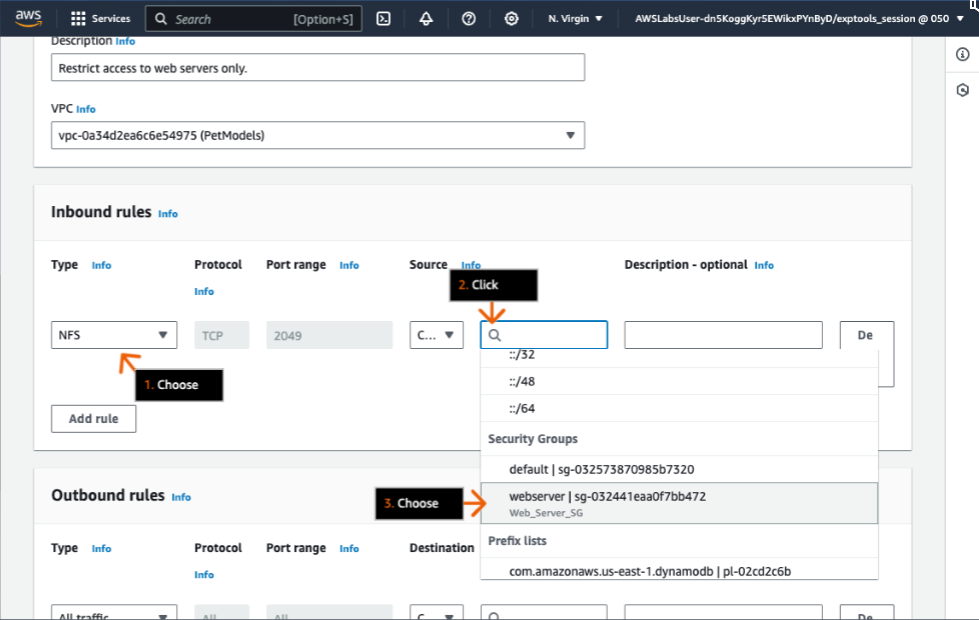 aws Services Search [Option+S] N. Virgin AWSLabsUser-dn5KoggKyr5EWikxPYnByD/exptools_session @ 050
Description Info
Restrict access to web servers only.
VPC Info
vpc-0a34d2ea6c6e54975 (PetModels)
Inbound rules Info
Type Info Protocol Port range Info Source Info Description - optional Info
Info
2. Click
NFS TCP 2049 C... De
::/32
1. Choose
::/48
::/64
Add rule
Security Groups
default | sg-032573870985b7320
Outbound rules Info
3. Choose
webserver | sg-032441eaa0f7bb472
Web_Server_SG
Prefix lists
Type Info Protocol Port range Info Destination
Info
com.amazonaws.us-east-1.dynamodb | pl-02cd2c6b
All traffic All All C... De